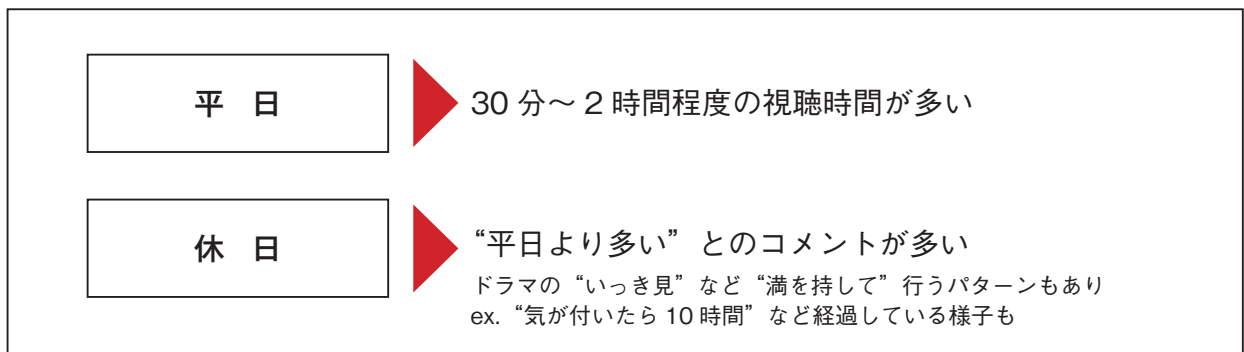 平 日
30 分～ 2 時間程度の視聴時間が多い
休 日
“平日より多い” とのコメントが多い
ドラマの “いっき見” など “満を持して” 行うパターンもあり
ex. “気が付いたら 10 時間” など経過している様子も